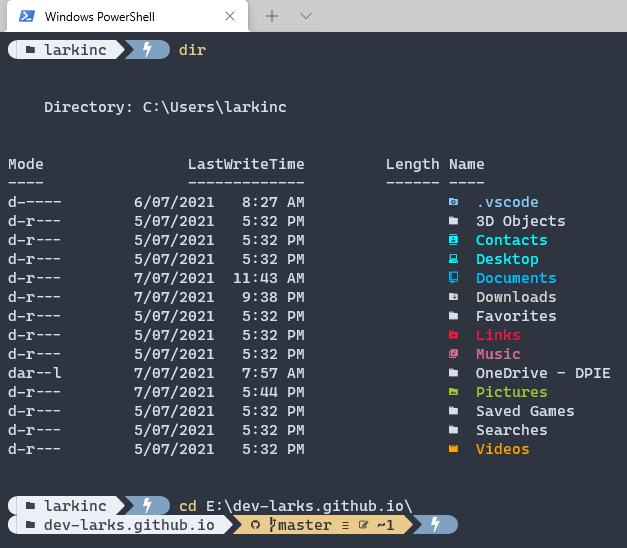 Windows PowerShell
larkinc dir
Directory: C:\Users\larkinc
Mode LastWriteTime Length Name
---- ------------- ------ ----
d----- 6/07/2021 8:27 AM .vscode
d-r--- 5/07/2021 5:32 PM 3D Objects
d-r--- 5/07/2021 5:32 PM Contacts
d-r--- 5/07/2021 5:32 PM Desktop
d-r--- 7/07/2021 11:43 AM Documents
d-r--- 7/07/2021 9:38 PM Downloads
d-r--- 5/07/2021 5:32 PM Favorites
d-r--- 5/07/2021 5:32 PM Links
d-r--- 5/07/2021 5:32 PM Music
dar--l 7/07/2021 7:57 AM OneDrive - DPIE
d-r--- 7/07/2021 5:44 PM Pictures
d-r--- 5/07/2021 5:32 PM Saved Games
d-r--- 5/07/2021 5:32 PM Searches
d-r--- 5/07/2021 5:32 PM Videos
larkinc cd E:\dev-larks.github.io\
dev-larks.github.io master ≡ ~1